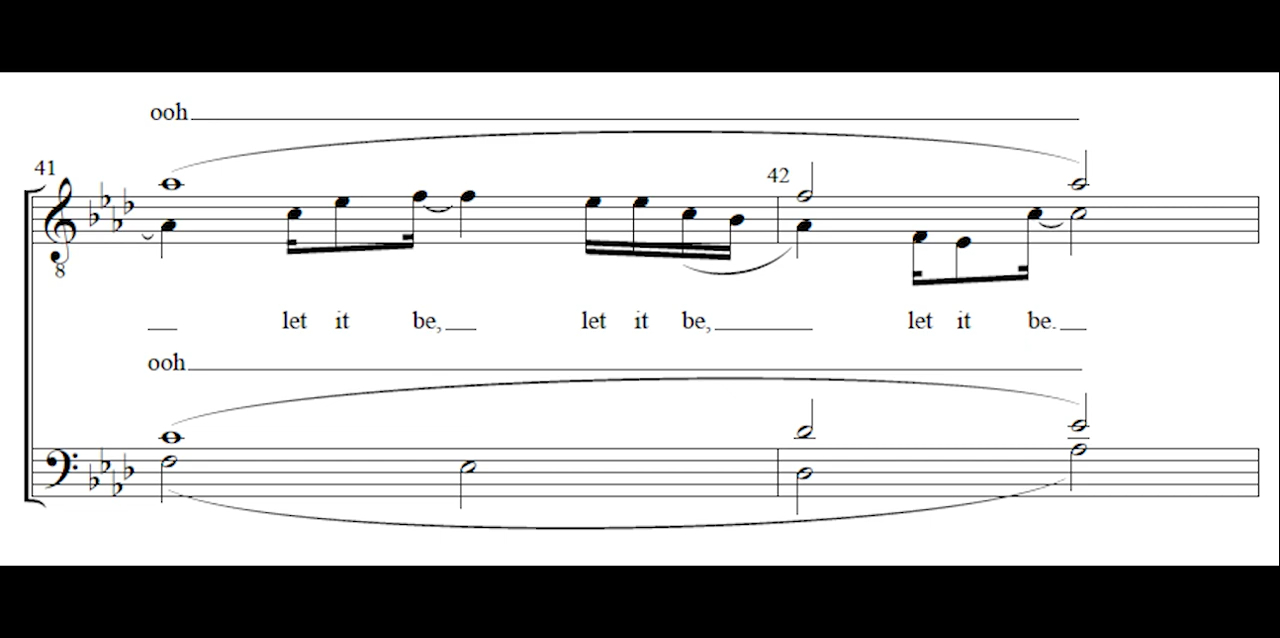 ooh
41
42
8
let it be, let it be, let it be.
ooh